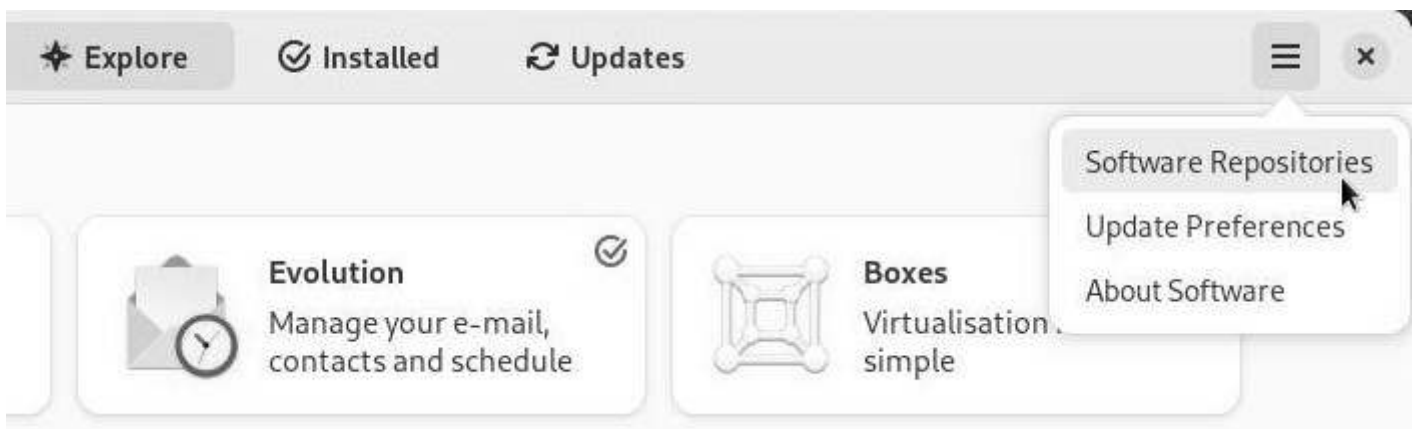 Explore
Installed
Updates
Software Repositories
Update Preferences
About Software
Evolution
Manage your e-mail,
contacts and schedule
Boxes
Virtualisation
simple